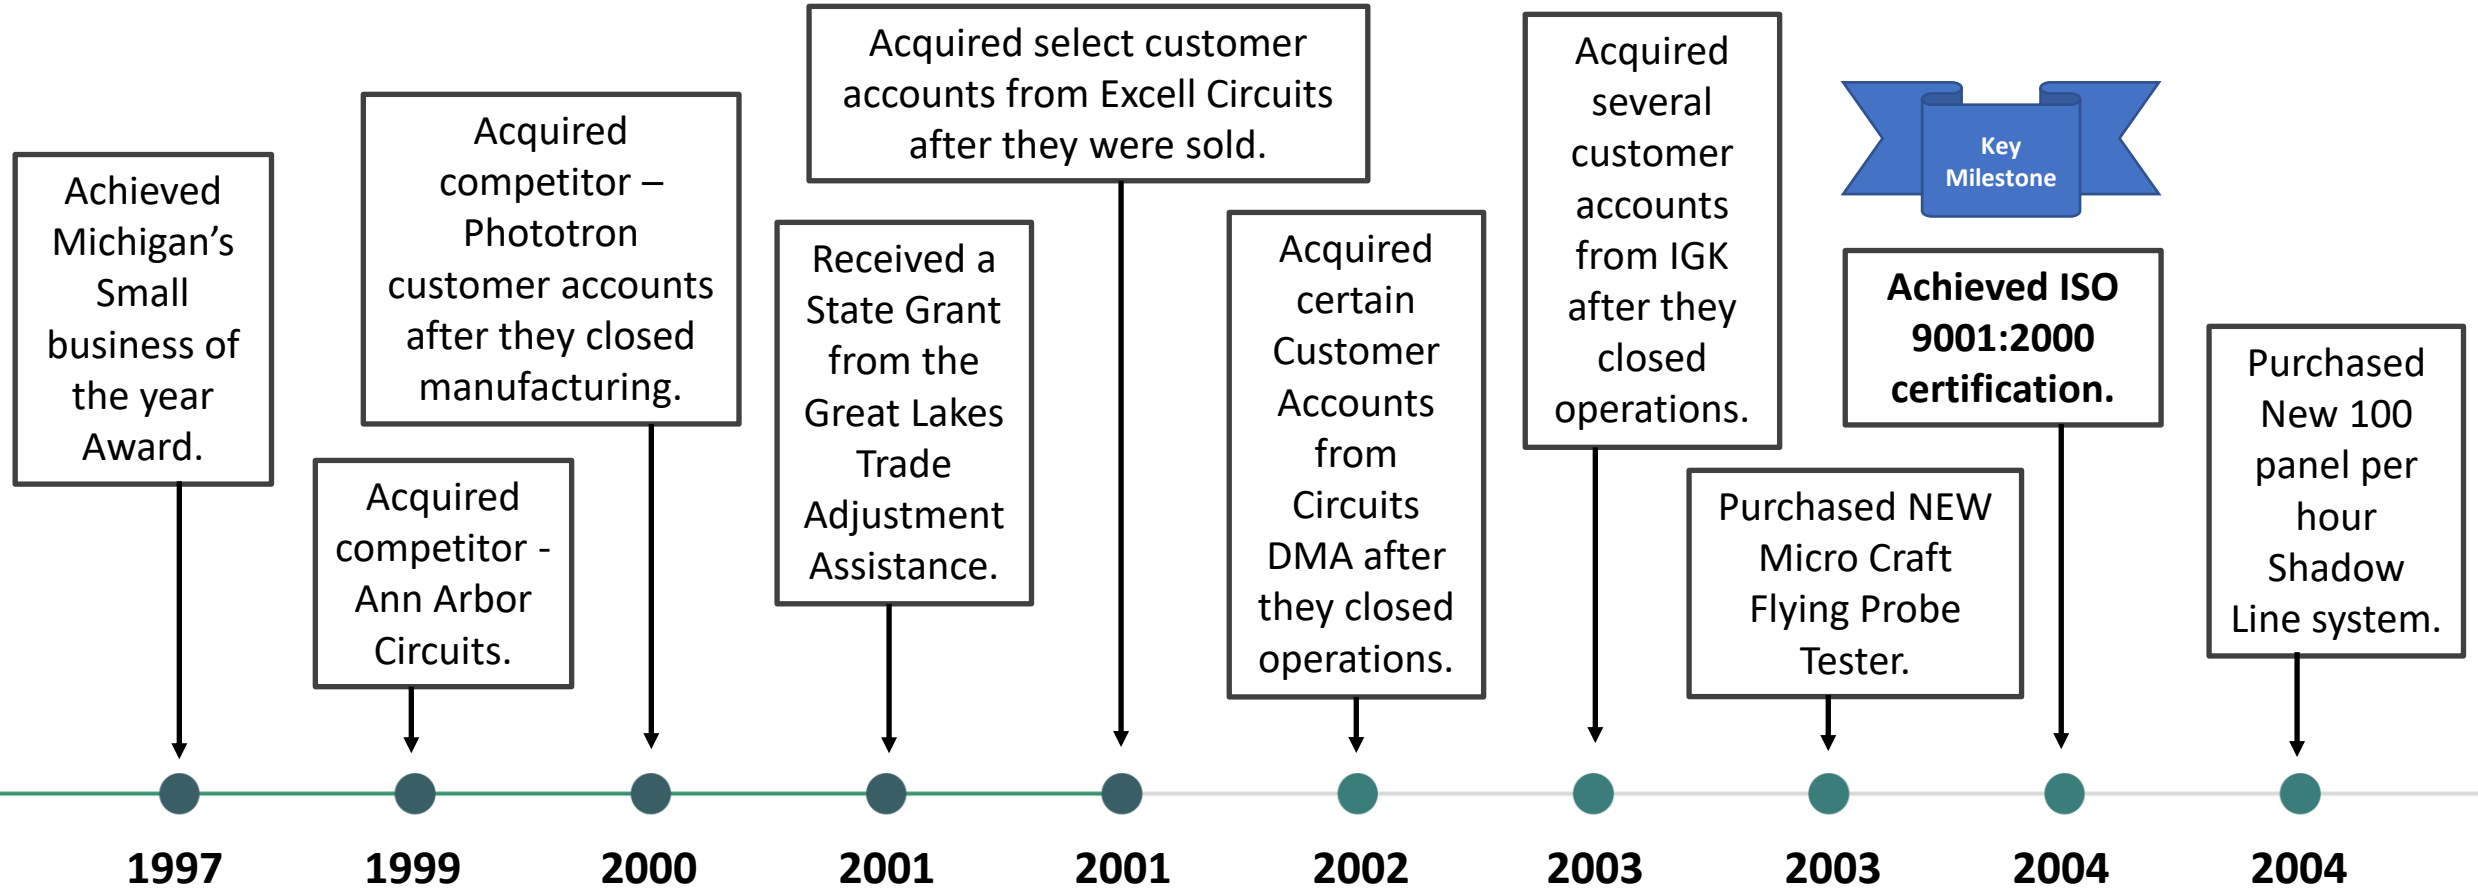 Achieved
Michigan’s
Small
business of
the year
Award.
Acquired
competitor -
Ann Arbor
Circuits.
Acquired
competitor –
Phototron
customer accounts
after they closed
manufacturing.
Received a
State Grant
from the
Great Lakes
Trade
Adjustment
Assistance.
Acquired select customer
accounts from Excell Circuits
after they were sold.
Acquired
certain
Customer
Accounts
from
Circuits
DMA after
they closed
operations.
Acquired
several
customer
accounts
from IGK
after they
closed
operations.
Purchased NEW
Micro Craft
Flying Probe
Tester.
Key
Milestone
Achieved ISO
9001:2000
certification.
Purchased
New 100
panel per
hour
Shadow
Line system.
1997
1999
2000
2001
2001
2002
2003
2003
2004
2004